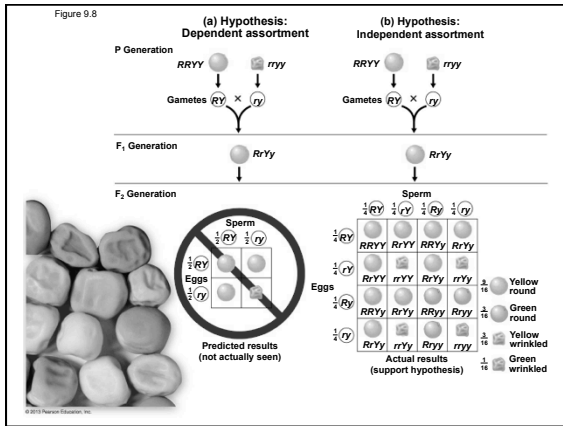 Figure 9.8
(a) Hypothesis:
Dependent assortment
(b) Hypothesis:
Independent assortment
P Generation
RRYY rryy
RRYY rryy
Gametes RY × ry
Gametes RY × ry
F1 Generation
RrYy
RrYy
F2 Generation
Sperm
1/2 RY 1/2 ry
1/2 RY
Eggs
1/2 ry
Predicted results
(not actually seen)
Sperm
1/4 RY 1/4 rY 1/4 Ry 1/4 ry
1/4 RY
RRYY RrYY RRYy RrYy
1/4 rY
RrYY rrYY RrYy rrYy
Eggs
1/4 Ry
RRYy RrYy RRyy Rryy
1/4 ry
RrYy rrYy Rryy rryy
Actual results
(support hypothesis)
9/16 Yellow
round
3/16 Green
round
3/16 Yellow
wrinkled
1/16 Green
wrinkled
© 2013 Pearson Education, Inc.